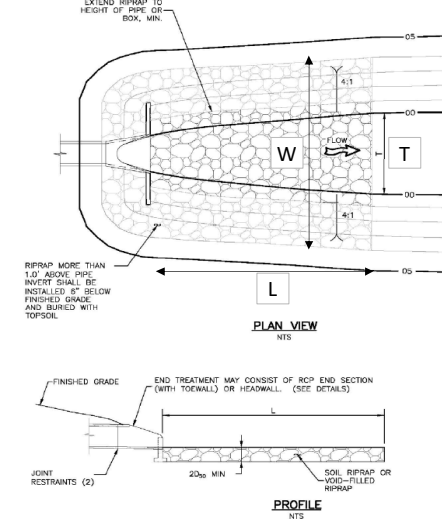 EXTEND RIPRAP TO
HEIGHT OF PIPE OR
BOX, MIN.
05
4:1
00
W
FLOW
T
T
00
4:1
05
RIPRAP MORE THAN
1.0' ABOVE PIPE
INVERT SHALL BE
INSTALLED 6" BELOW
FINISHED GRADE
AND BURIED WITH
TOPSOIL
L
PLAN VIEW
NTS
FINISHED GRADE
END TREATMENT MAY CONSIST OF RCP END SECTION
(WITH TOEWALL) OR HEADWALL. (SEE DETAILS)
L
JOINT
RESTRAINTS (2)
2D50 MIN
SOIL RIPRAP OR
VOID-FILLED
RIPRAP
PROFILE
NTS